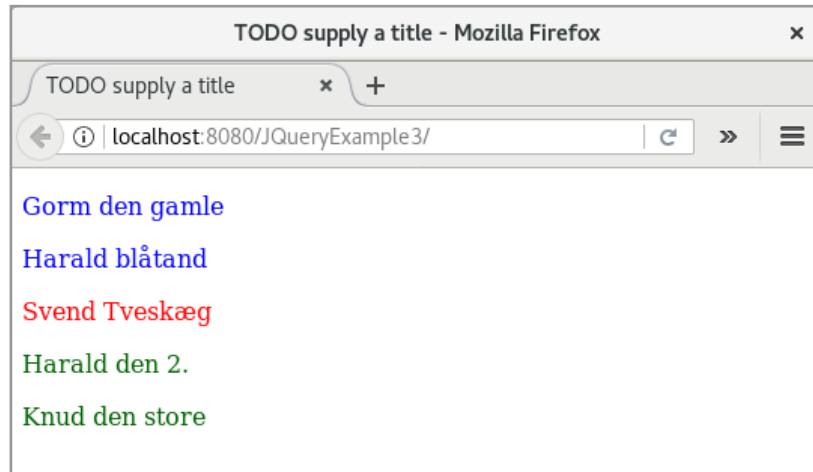 TODO supply a title - Mozilla Firefox
TODO supply a title
localhost:8080/JQueryExample3/
Gorm den gamle
Harald blåtand
Svend Tveskæg
Harald den 2.
Knud den store